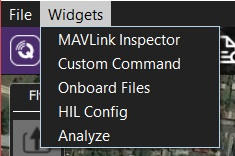 File Widgets
MAVLink Inspector
Custom Command
Onboard Files
HIL Config
Analyze